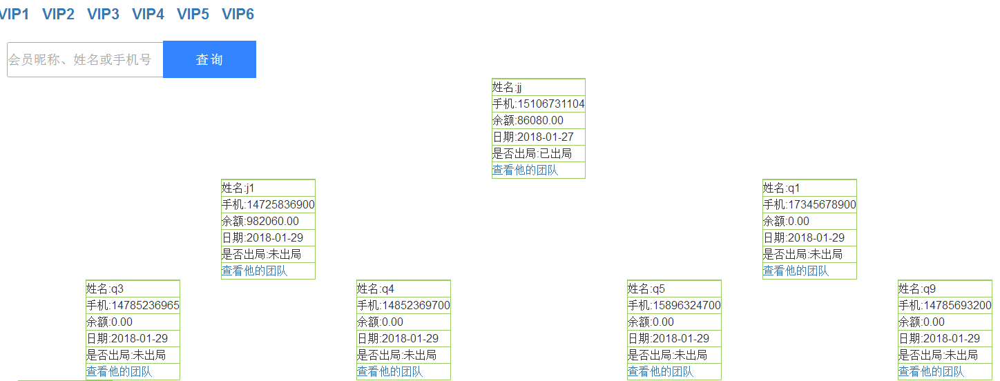 VIP1 VIP2 VIP3 VIP4 VIP5 VIP6
会员昵称、姓名或手机号 查询
姓名:jj
手机:15106731104
余额:86080.00
日期:2018-01-27
是否出局:已出局
查看他的团队
姓名:j1
手机:14725836900
余额:982060.00
日期:2018-01-29
是否出局:未出局
查看他的团队
姓名:q1
手机:17345678900
余额:0.00
日期:2018-01-29
是否出局:未出局
查看他的团队
姓名:q3
手机:14785236965
余额:0.00
日期:2018-01-29
是否出局:未出局
查看他的团队
姓名:q4
手机:14852369700
余额:0.00
日期:2018-01-29
是否出局:未出局
查看他的团队
姓名:q5
手机:15896324700
余额:0.00
日期:2018-01-29
是否出局:未出局
查看他的团队
姓名:q9
手机:14785693200
余额:0.00
日期:2018-01-29
是否出局:未出局
查看他的团队